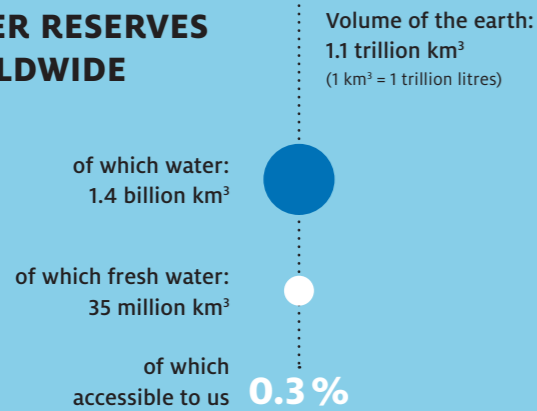 ER RESERVES
LDWIDE
Volume of the earth:
1.1 trillion km³
(1 km³ = 1 trillion litres)
of which water:
1.4 billion km³
of which fresh water:
35 million km³
of which
accessible to us 0.3 %